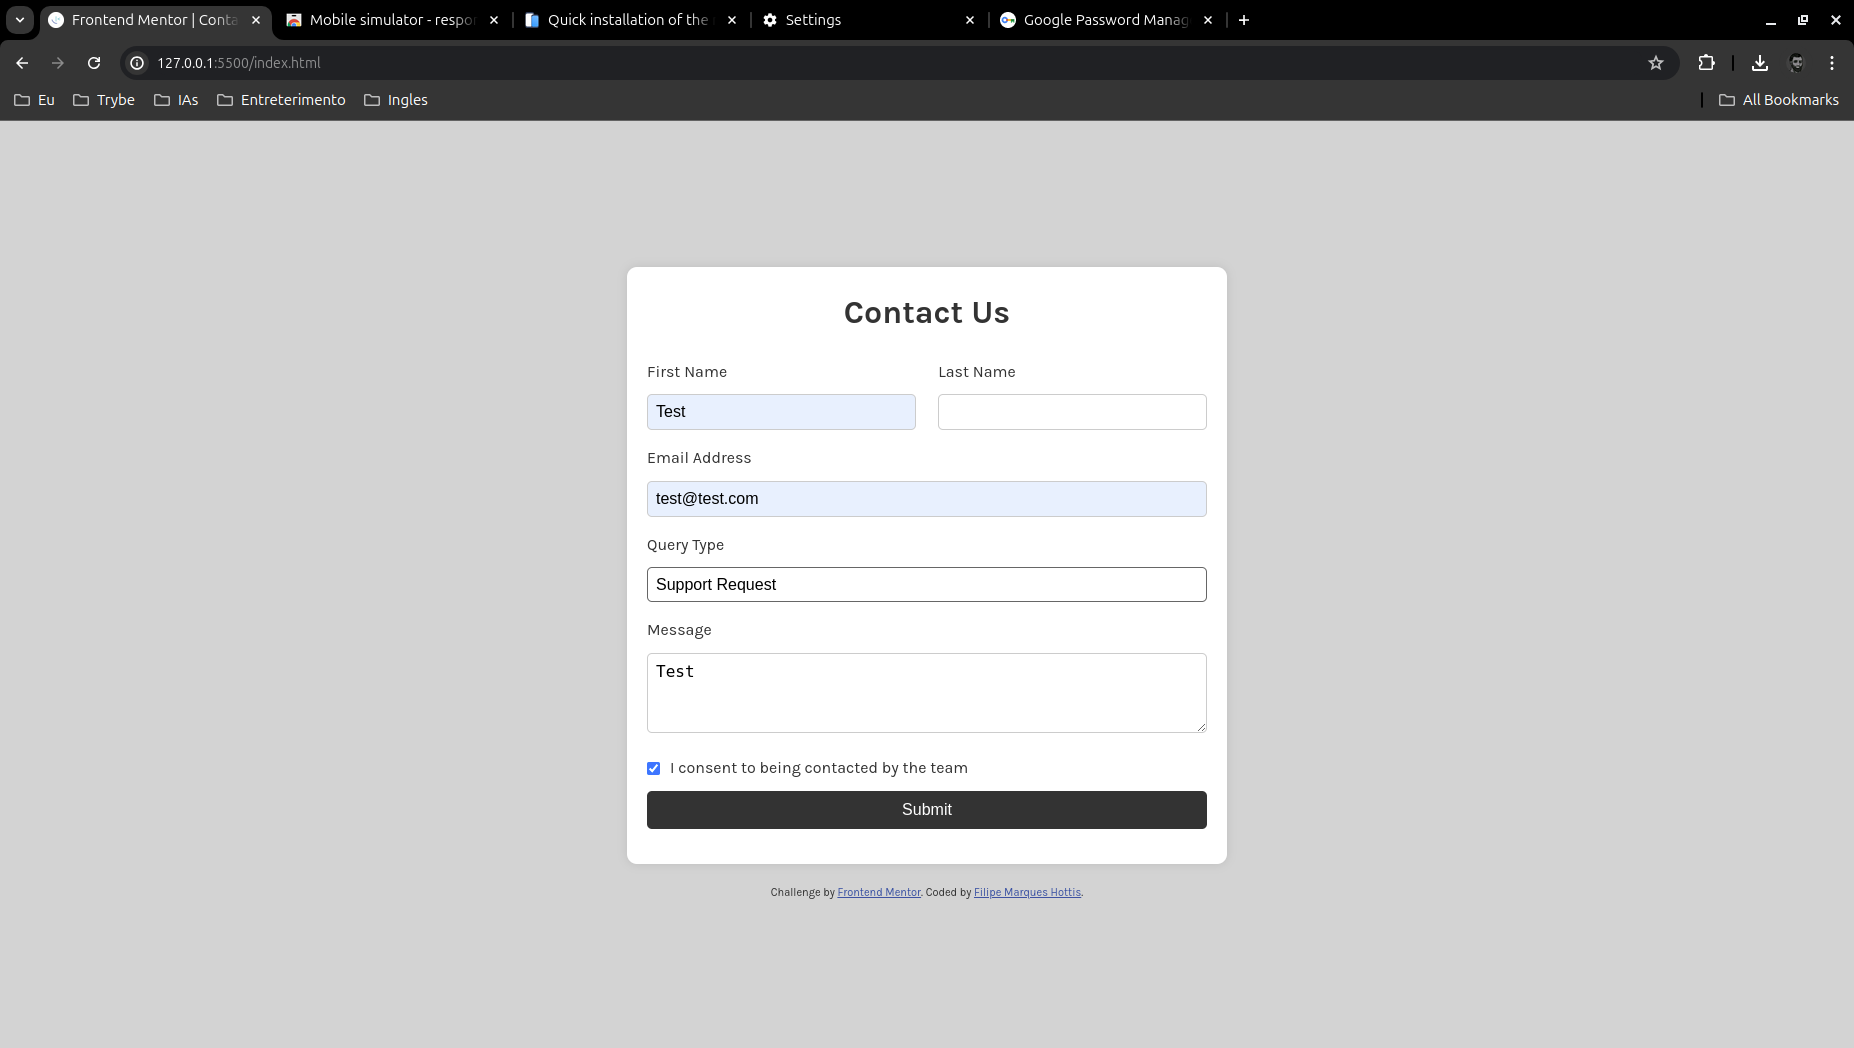 Frontend Mentor | Conta
Mobile simulator - respo
Quick installation of the
Settings
Google Password Manag
127.0.0.1:5500/index.html
Eu
Trybe
IAs
Entreterimento
Ingles
All Bookmarks
Contact Us
First Name
Last Name
Test
Email Address
test@test.com
Query Type
Support Request
Message
Test
I consent to being contacted by the team
Submit
Challenge by Frontend Mentor. Coded by Filipe Marques Hottis.